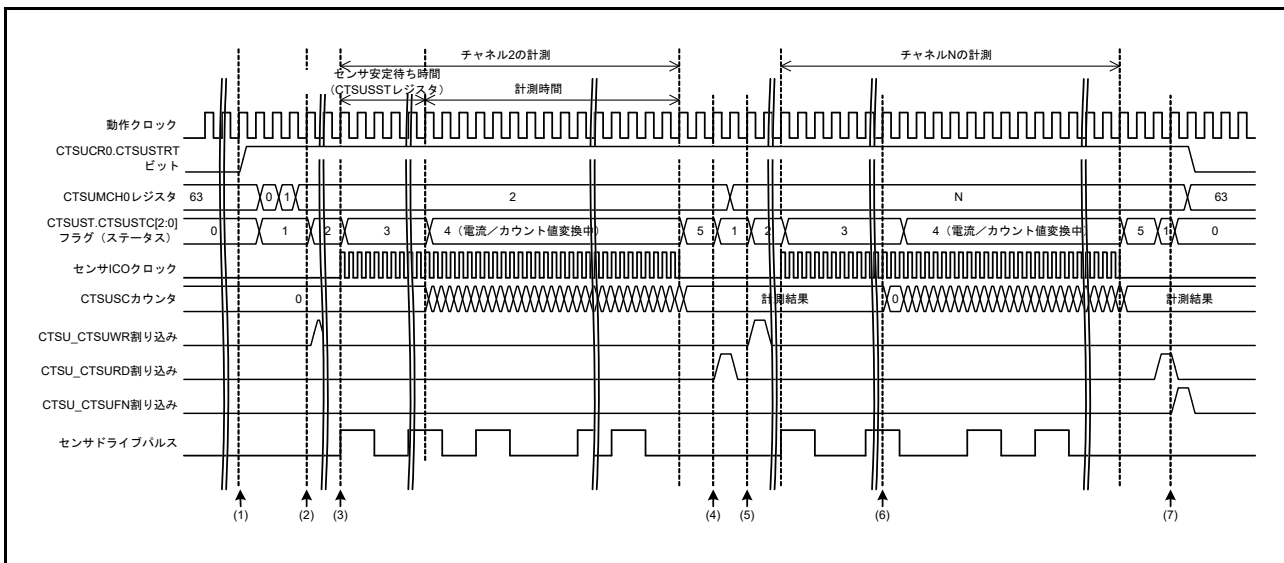 チャネル2の計測
チャネルNの計測
センサ安定待ち時間
(CTSUSSTレジスタ)
計測時間
動作クロック
CTSUCR0.CTSUSTRT
ビット
CTSUMCH0レジスタ
63
0
1
2
N
63
CTSUST.CTSUSTC[2:0]
フラグ(ステータス)
0
1
2
3
4(電流/カウント値変換中)
5
1
2
3
4(電流/カウント値変換中)
5
1
0
センサICOクロック
CTSUSCカウンタ
0
計測結果
0
計測結果
CTSU_CTSUWR割り込み
CTSU_CTSURD割り込み
CTSU_CTSUFN割り込み
センサドライブパルス
(1)
(2)
(3)
(4)
(5)
(6)
(7)